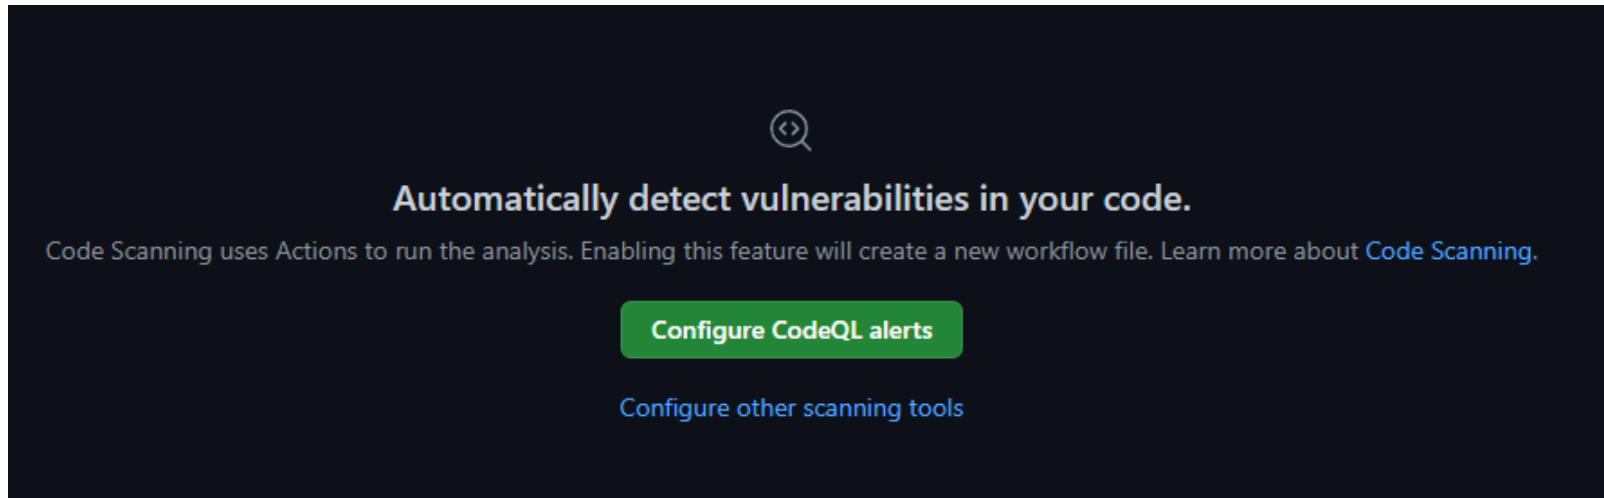 Automatically detect vulnerabilities in your code.
Code Scanning uses Actions to run the analysis. Enabling this feature will create a new workflow file. Learn more about Code Scanning.
Configure CodeQL alerts
Configure other scanning tools